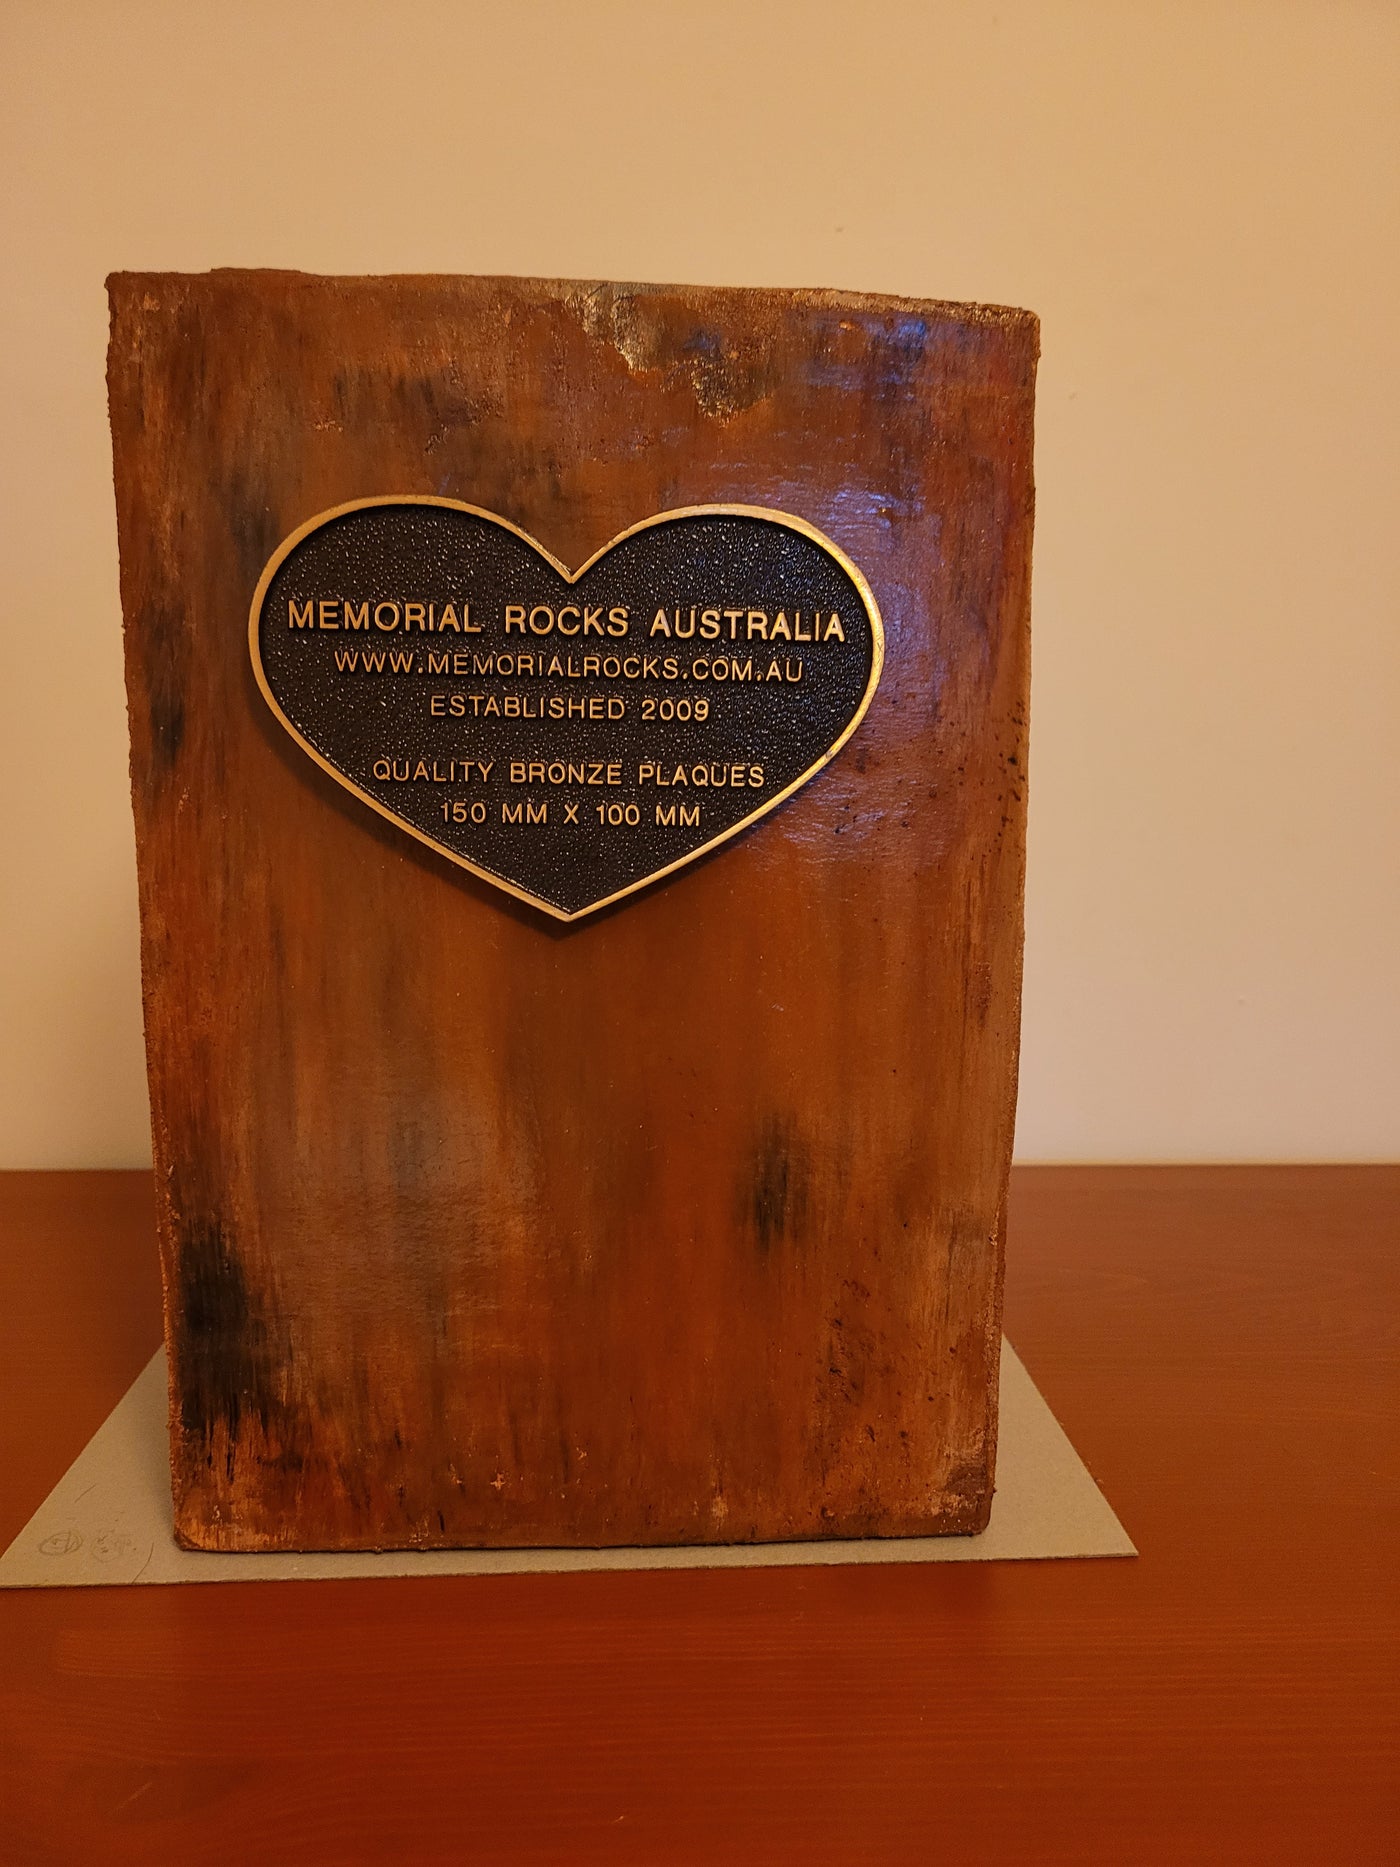 MEMORIAL ROCKS AUSTRALIA
WWW.MEMORIALROCKS.COM.AU
ESTABLISHED 2009
QUALITY BRONZE PLAQUES
150 MM X 100 MM